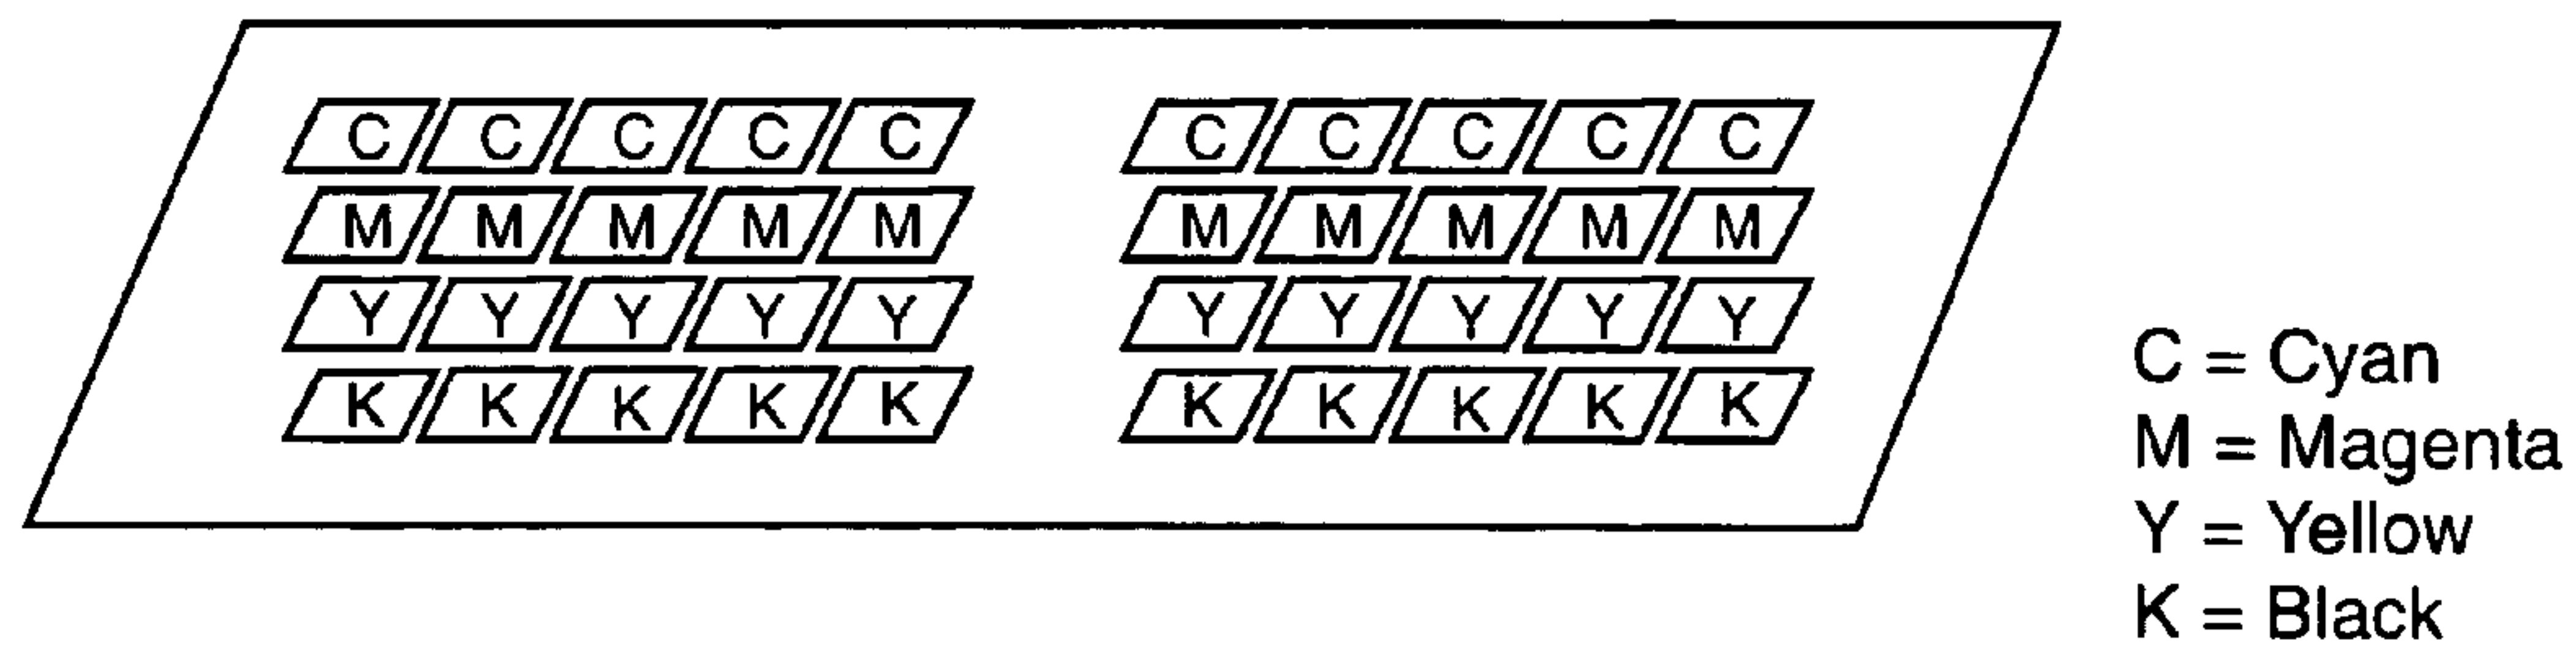 C C C C C C C C C C
M M M M M M M M M M
Y Y Y Y Y Y Y Y Y Y
K K K K K K K K K K
C = Cyan
M = Magenta
Y = Yellow
K = Black